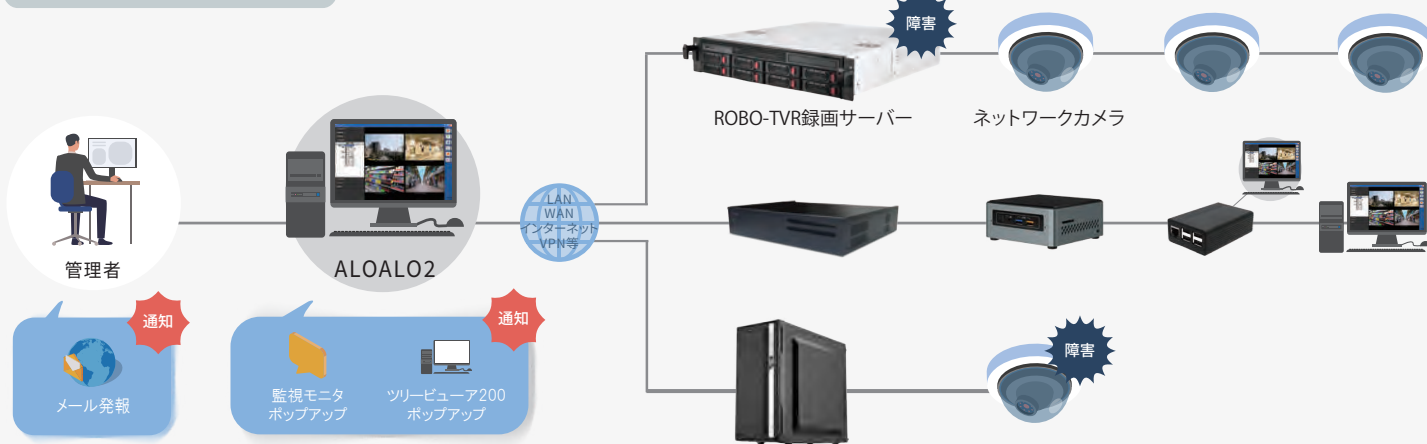 障害
ROBO-TVR録画サーバー
ネットワークカメラ
LAN
WAN
インターネット
VPN等
管理者
ALOALO2
通知
メール発報
通知
監視モニタ
ポップアップ
ツリービューア200
ポップアップ
障害